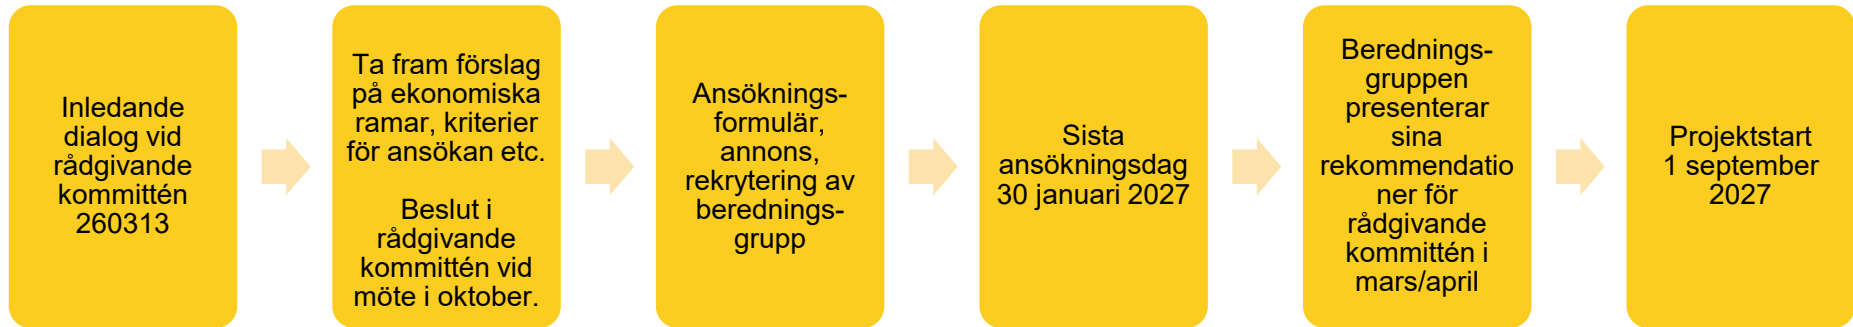 Inledande
dialog vid
rådgivande
kommittén
260313
Ta fram förslag
på ekonomiska
ramar, kriterier
för ansökan etc.
Beslut i
rådgivande
kommittén vid
möte i oktober.
Ansöknings-
formulär,
annons,
rekrytering av
berednings-
grupp
Sista
ansökningsdag
30 januari 2027
Berednings-
gruppen
presenterar
sina
rekommendatio
ner för
rådgivande
kommittén i
mars/april
Projektstart
1 september
2027